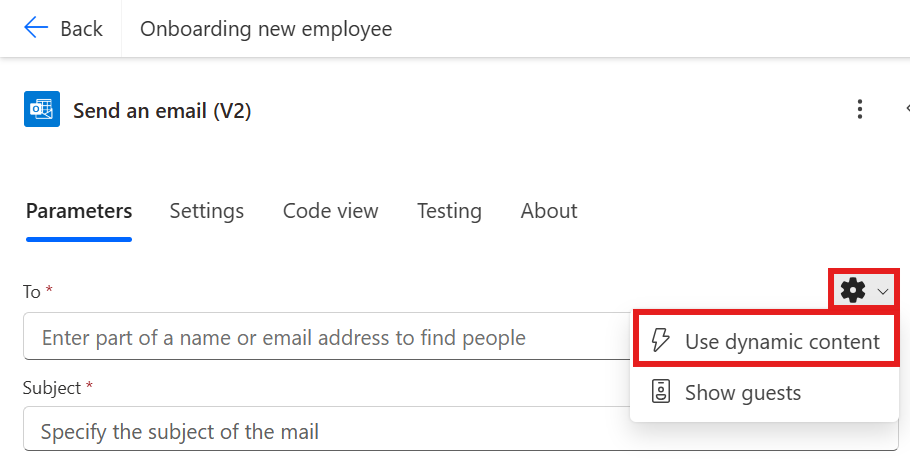 Back Onboarding new employee
Send an email (V2)
Parameters Settings Code view Testing About
To *
Enter part of a name or email address to find people
Use dynamic content
Subject *
Show guests
Specify the subject of the mail